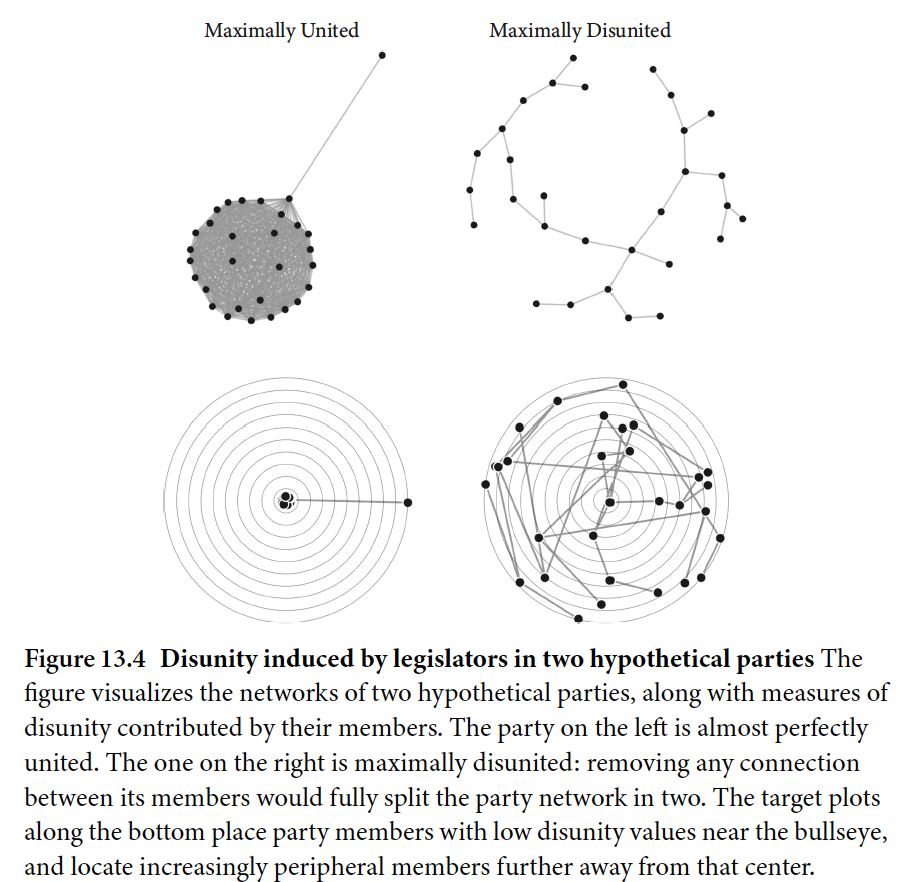 Maximally United
Maximally Disunited
Figure 13.4 Disunity induced by legislators in two hypothetical parties The
figure visualizes the networks of two hypothetical parties, along with measures of
disunity contributed by their members. The party on the left is almost perfectly
united. The one on the right is maximally disunited: removing any connection
between its members would fully split the party network in two. The target plots
along the bottom place party members with low disunity values near the bullseye,
and locate increasingly peripheral members further away from that center.